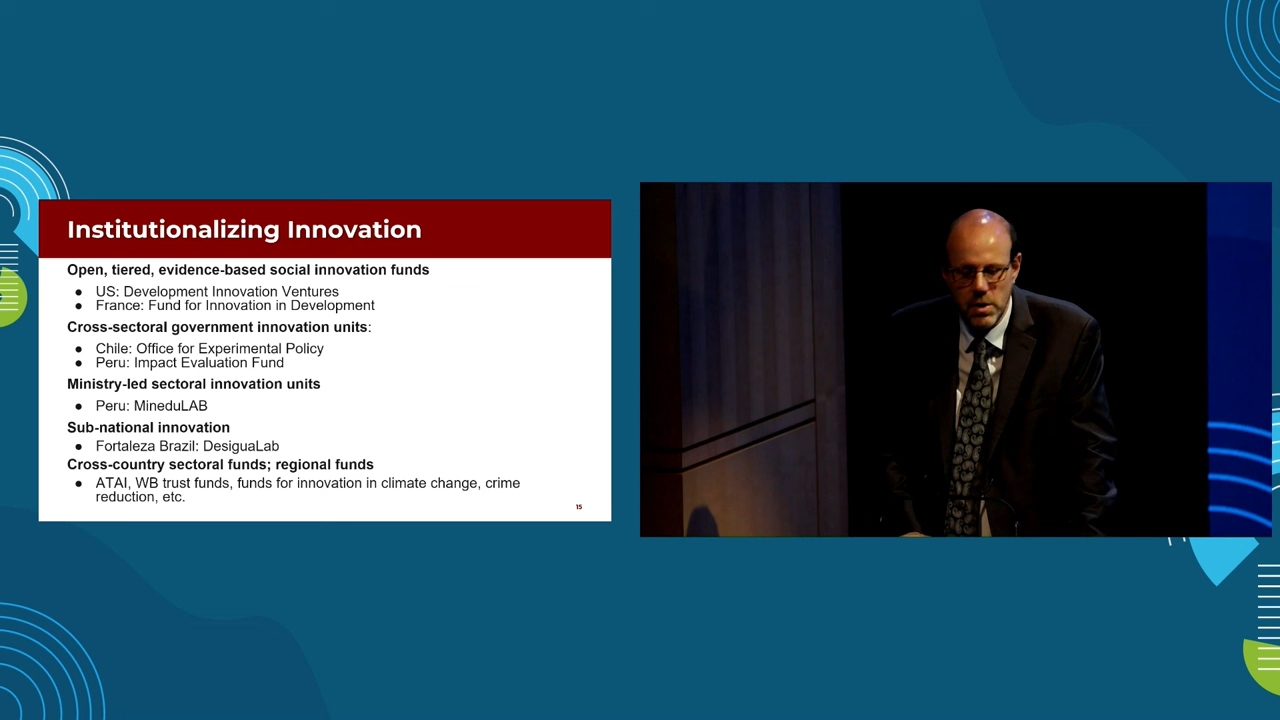 Institutionalizing Innovation
Open, tiered, evidence-based social innovation funds
● US: Development Innovation Ventures
● France: Fund for Innovation in Development
Cross-sectoral government innovation units:
● Chile: Office for Experimental Policy
● Peru: Impact Evaluation Fund
Ministry-led sectoral innovation units
● Peru: MineduLAB
Sub-national innovation
● Fortaleza Brazil: DesiguaLab
Cross-country sectoral funds; regional funds
● ATAI, WB trust funds, funds for innovation in climate change, crime
reduction, etc.
15